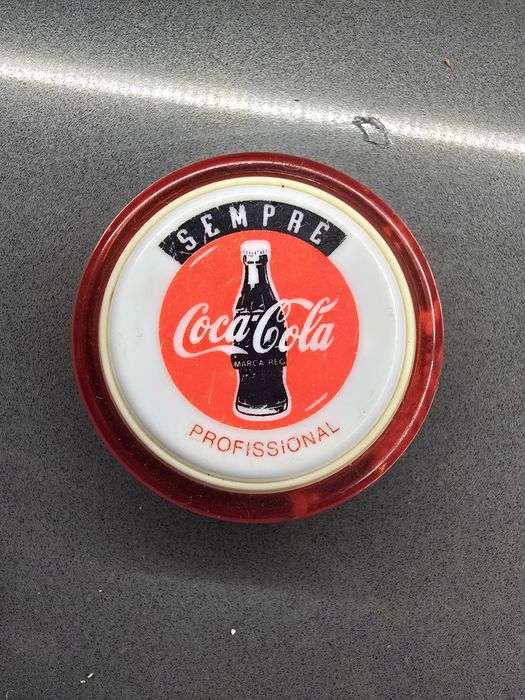 SEMPRE
Coca-Cola
MARCA REG.
PROFISSIONAL